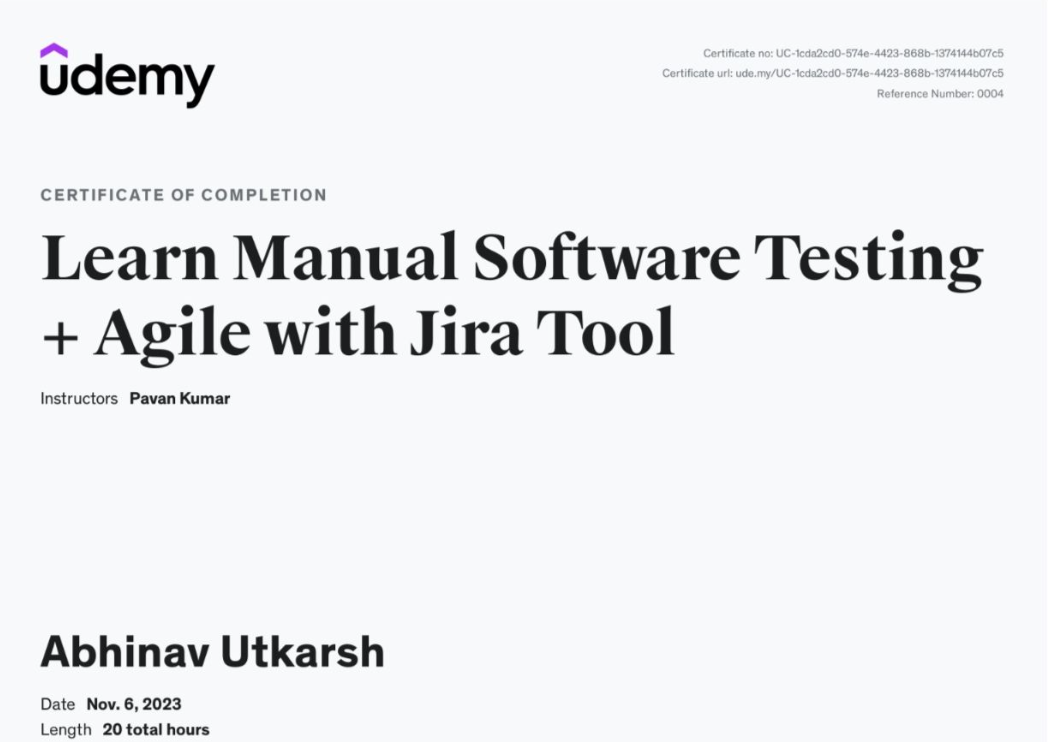 udemy
Certificate no: UC-1cda2cd0-574e-4423-868b-1374144b07c5
Certificate url: ude.my/UC-1cda2cd0-574e-4423-868b-1374144b07c5
Reference Number: 0004
CERTIFICATE OF COMPLETION
Learn Manual Software Testing
+ Agile with Jira Tool
Instructors Pavan Kumar
Abhinav Utkarsh
Date Nov. 6, 2023
Length 20 total hours